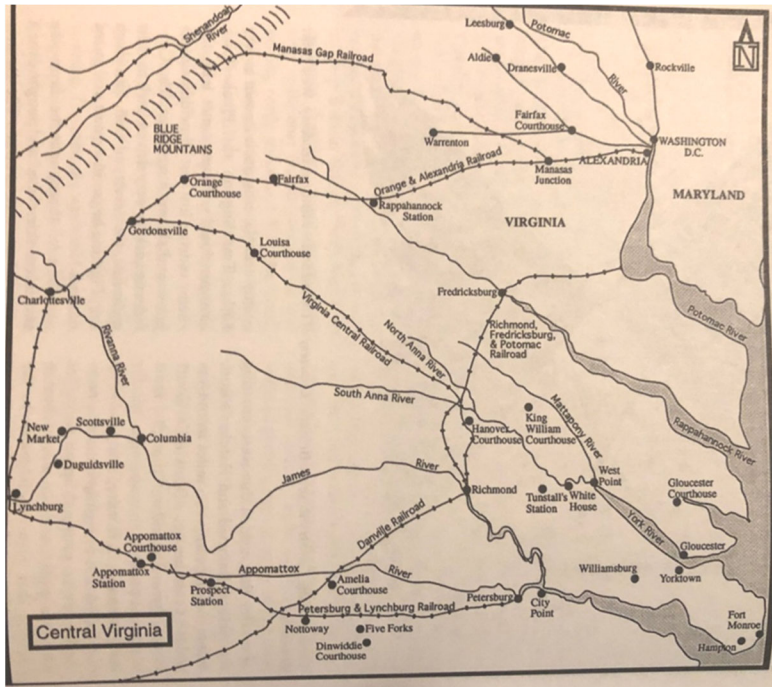 Shenandoah
River
Manasas Gap Railroad
Leesburg
Potomac
River
Aldie
Dranesville
Rockville
N
BLUE
RIDGE
MOUNTAINS
Warrenton
Fairfax
Courthouse
WASHINGTON
D.C.
ALEXANDRIA
Manasas
Junction
Orange & Alexandria Railroad
MARYLAND
Orange
Courthouse
Fairfax
Rappahannock
Station
VIRGINIA
Gordonsville
Louisa
Courthouse
Charlottesville
Fredricksburg
Potomac River
Virginia Central Railroad
North Anna River
Richmond,
Fredricksburg,
& Potomac
Railroad
Rivanna River
South Anna River
Mattapony River
Rappahannock River
New
Market
Scottsville
Columbia
Hanover
Courthouse
King
William
Courthouse
Duguidsville
James
River
Richmond
Tunstall's
Station
White
House
West
Point
Gloucester
Courthouse
Lynchburg
York River
Danville Railroad
Appomattox
Courthouse
Appomattox
Station
Appomattox
River
Prospect
Station
Amelia
Courthouse
Williamsburg
Gloucester
Yorktown
Petersburg & Lynchburg Railroad
Petersburg
City
Point
Nottoway
Five Forks
Dinwiddie
Courthouse
Fort
Monroe
Hampton
Central Virginia